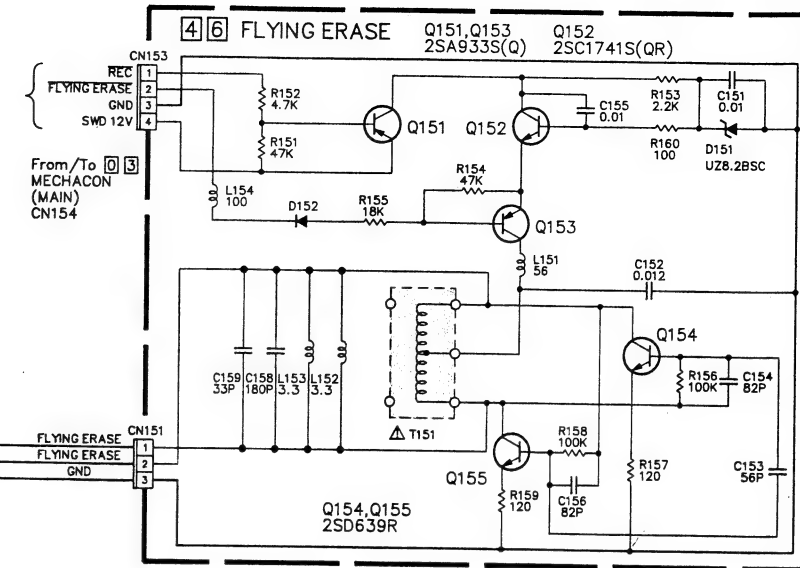 4 6 FLYING ERASE
Q151,Q153
2SA933S(Q)
Q152
2SC1741S(QR)
CN153
REC 1
FLYING ERASE 2
GND 3
SWD 12V 4
From/To 0 3
MECHACON
(MAIN)
CN154
R152
4.7K
R151
47K
Q151
L154
100
D152
R155
18K
R154
47K
Q152
C155
0.01
R153
2.2K
C151
0.01
R160
100
D151
UZ8.2BSC
Q153
L151
56
C152
0.012
C159
33P
C158
180P
L153
3.3
L152
3.3
T151
Q154
R156
100K
C154
82P
CN151
FLYING ERASE 1
FLYING ERASE 2
GND 3
Q155
R158
100K
C156
82P
R159
120
R157
120
C153
56P
Q154,Q155
2SD639R